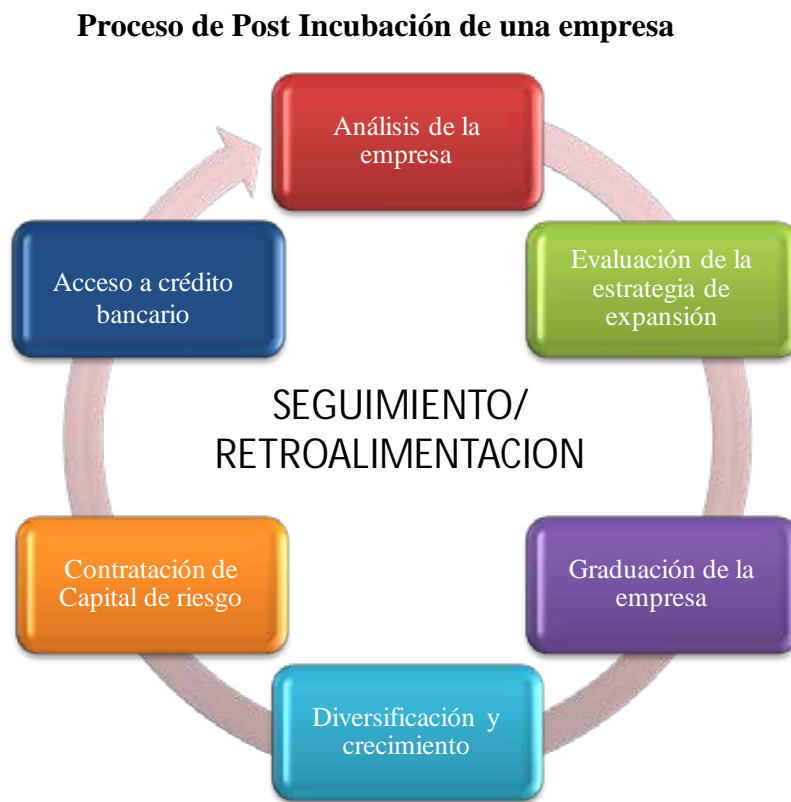 Proceso de Post Incubación de una empresa
Análisis de la
empresa
Evaluación de la
estrategia de
expansión
Graduación de la
empresa
Diversificación y
crecimiento
Contratación de
Capital de riesgo
Acceso a crédito
bancario
SEGUIMIENTO/
RETROALIMENTACION